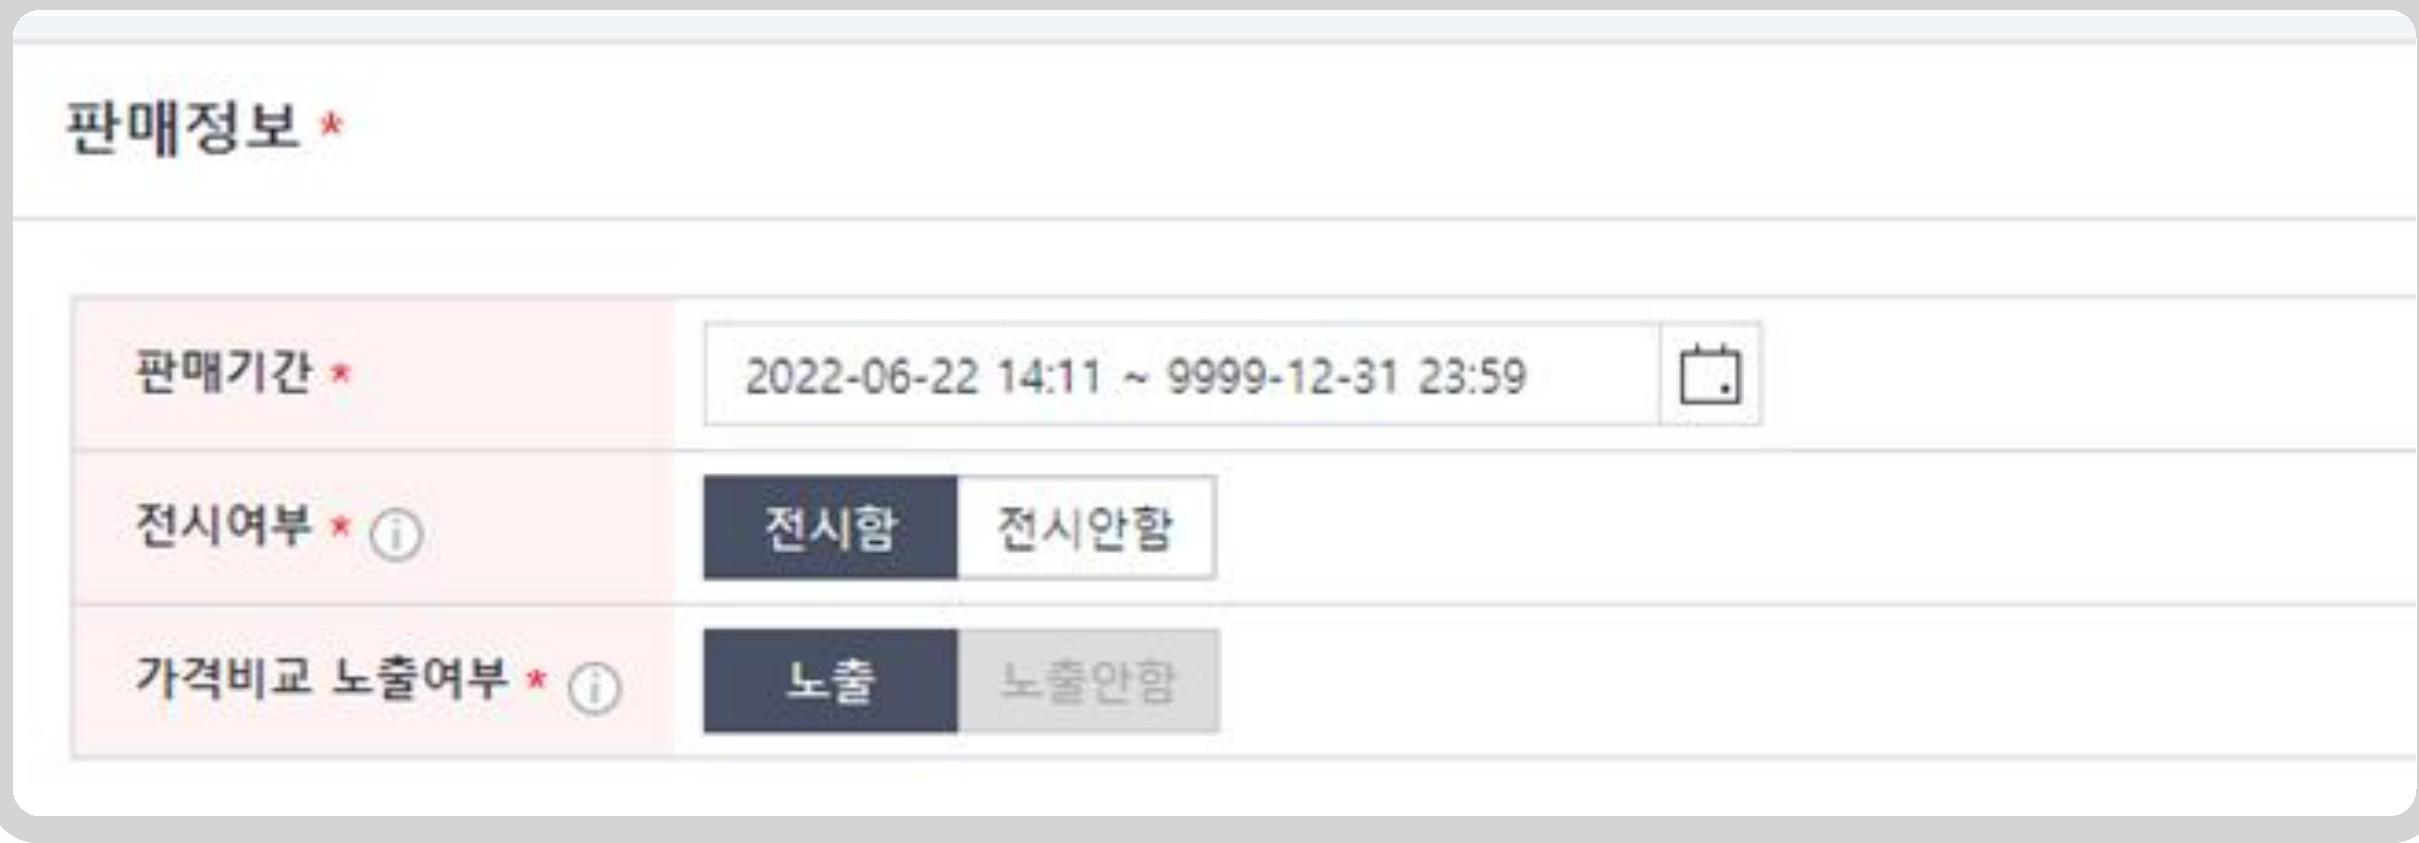 판매정보 *
판매기간 * 2022-06-22 14:11 ~ 9999-12-31 23:59
전시여부 * ⓘ 전시함 전시안함
가격비교 노출여부 * ⓘ 노출 노출안함